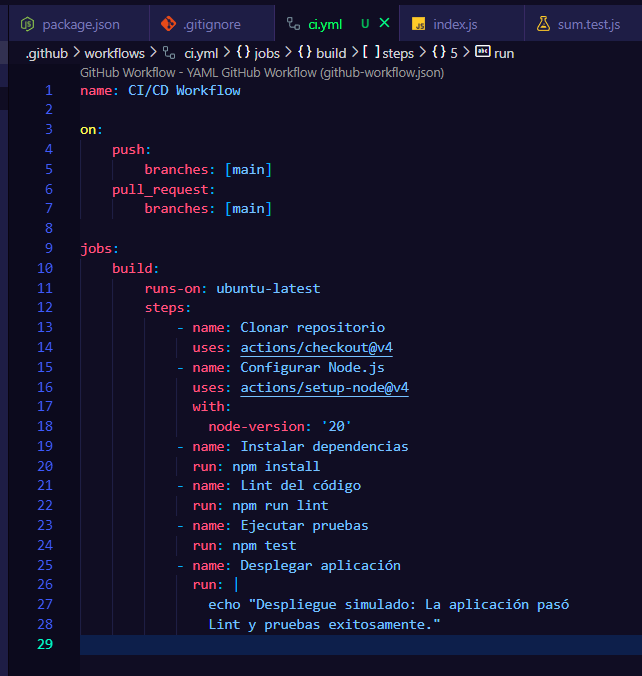 package.json .gitignore ci.yml U index.js sum.test.js
.github > workflows > ci.yml > {} jobs > {} build > [ ] steps > {} 5 > abc run
GitHub Workflow - YAML GitHub Workflow (github-workflow.json)
1 name: CI/CD Workflow
2
3 on:
4 push:
5 branches: [main]
6 pull_request:
7 branches: [main]
8
9 jobs:
10 build:
11 runs-on: ubuntu-latest
12 steps:
13 - name: Clonar repositorio
14 uses: actions/checkout@v4
15 - name: Configurar Node.js
16 uses: actions/setup-node@v4
17 with:
18 node-version: '20'
19 - name: Instalar dependencias
20 run: npm install
21 - name: Lint del código
22 run: npm run lint
23 - name: Ejecutar pruebas
24 run: npm test
25 - name: Desplegar aplicación
26 run: |
27 echo "Despliegue simulado: La aplicación pasó
28 Lint y pruebas exitosamente."
29